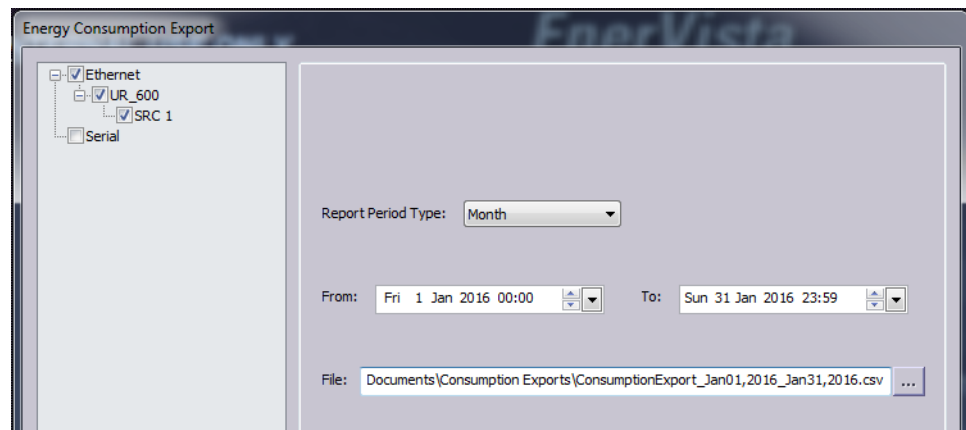 Energy Consumption Export
EnerVista
Ethernet
UR_600
SRC 1
Serial
Report Period Type: Month
From: Fri 1 Jan 2016 00:00 To: Sun 31 Jan 2016 23:59
File: Documents\Consumption Exports\ConsumptionExport_Jan01,2016_Jan31,2016.csv ...